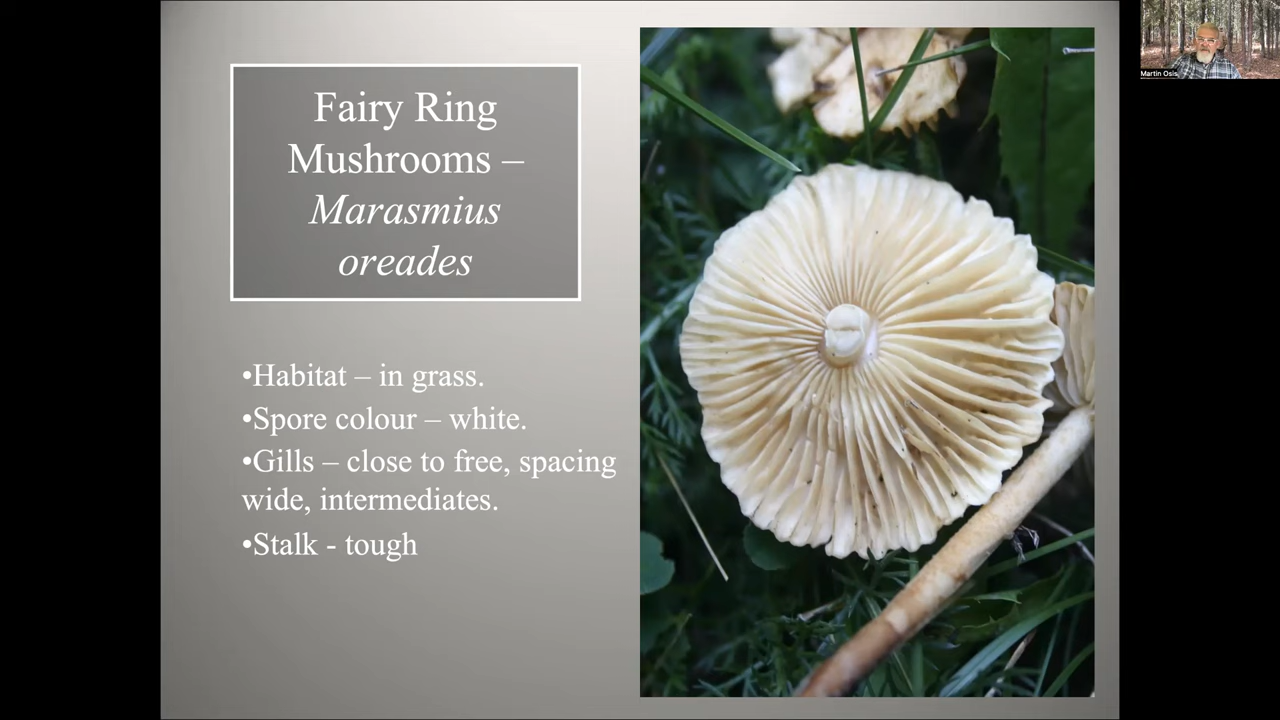 Fairy Ring
Mushrooms –
Marasmius
oreades
•Habitat – in grass.
•Spore colour – white.
•Gills – close to free, spacing
wide, intermediates.
•Stalk - tough
Martin Osis